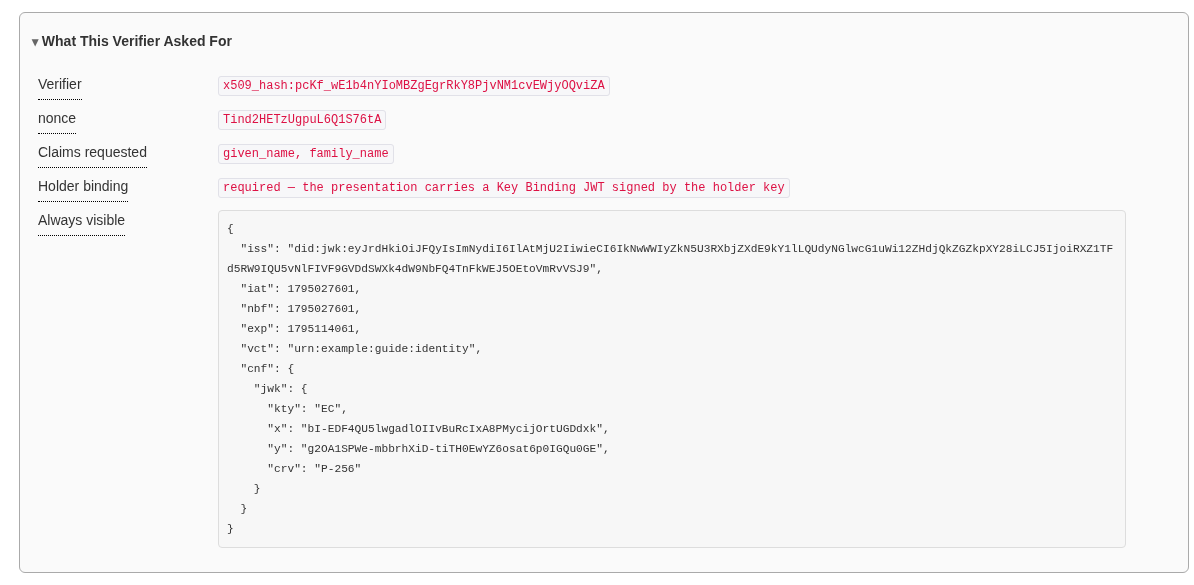 ▾ What This Verifier Asked For
Verifier x509_hash:pcKf_wE1b4nYIoMBZgEgrRkY8PjvNM1cvEWjyOQviZA
nonce Tind2HETzUgpuL6Q1S76tA
Claims requested given_name, family_name
Holder binding required — the presentation carries a Key Binding JWT signed by the holder key
Always visible
{
  "iss": "did:jwk:eyJrdHkiOiJFQyIsImNydiI6IlAtMjU2IiwieCI6IkNwWWIyZkN5U3RXbjZXdE9kY1lLQUdyNGlwcG1uWi12ZHdjQkZGZkpXY28iLCJ5IjoiRXZ1TF
d5RW9IQU5vNlFIVF9GVDdSWXk4dW9NbFQ4TnFkWEJ5OEtoVmRvVSJ9",
  "iat": 1795027601,
  "nbf": 1795027601,
  "exp": 1795114061,
  "vct": "urn:example:guide:identity",
  "cnf": {
    "jwk": {
      "kty": "EC",
      "x": "bI-EDF4QU5lwgadlOIIvBuRcIxA8PMycijOrtUGDdxk",
      "y": "g2OA1SPWe-mbbrhXiD-tiTH0EwYZ6osat6p0IGQu0GE",
      "crv": "P-256"
    }
  }
}